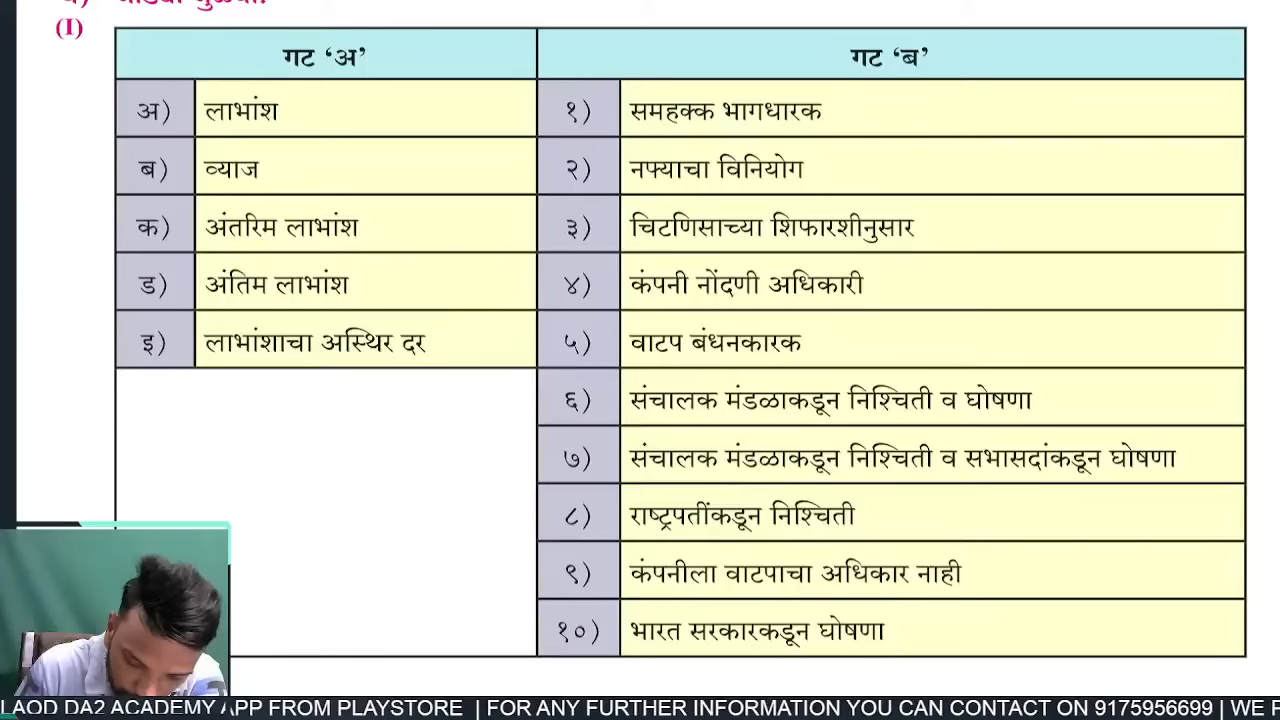 (I)
गट ‘अ’ गट ‘ब’
अ) लाभांश १) समहक्क भागधारक
ब) व्याज २) नफ्याचा विनियोग
क) अंतरिम लाभांश ३) चिटणिसाच्या शिफारशीनुसार
ड) अंतिम लाभांश ४) कंपनी नोंदणी अधिकारी
इ) लाभांशाचा अस्थिर दर ५) वाटप बंधनकारक
६) संचालक मंडळाकडून निश्चिती व घोषणा
७) संचालक मंडळाकडून निश्चिती व सभासदांकडून घोषणा
८) राष्ट्रपतींकडून निश्चिती
९) कंपनीला वाटपाचा अधिकार नाही
१०) भारत सरकारकडून घोषणा
LAOD DA2 ACADEMY APP FROM PLAYSTORE | FOR ANY FURTHER INFORMATION YOU CAN CONTACT ON 9175956699 | WE